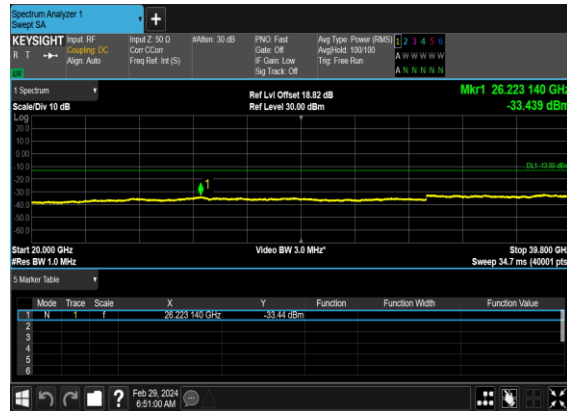 Spectrum Analyzer 1
Swept SA
+
KEYSIGHT Input: RF Input Z: 50 Ω #Atten: 30 dB PNO: Fast Avg Type: Power (RMS) 1 2 3 4 5 6
R T Coupling: DC Corr CCorr Gate: Off Avg|Hold: 100/100 A W W W W W
Align: Auto Freq Ref: Int (S) IF Gain: Low Trig: Free Run
Sig Track: Off A N N N N N
1 Spectrum Ref Lvl Offset 18.82 dB Mkr1 26.223 140 GHz
Scale/Div 10 dB Ref Level 30.00 dBm -33.439 dBm
Log
20.0
10.0
0.00
-10.0 DL1 -13.00 dBm
-20.0
-30.0 1
-40.0
-50.0
-60.0
Start 20.000 GHz Video BW 3.0 MHz* Stop 39.800 GHz
#Res BW 1.0 MHz Sweep 34.7 ms (40001 pts)
5 Marker Table
Mode Trace Scale X Y Function Function Width Function Value
1 N 1 f 26.223 140 GHz -33.44 dBm
2
3
4
5
6
? Feb 29, 2024
6:51:00 AM